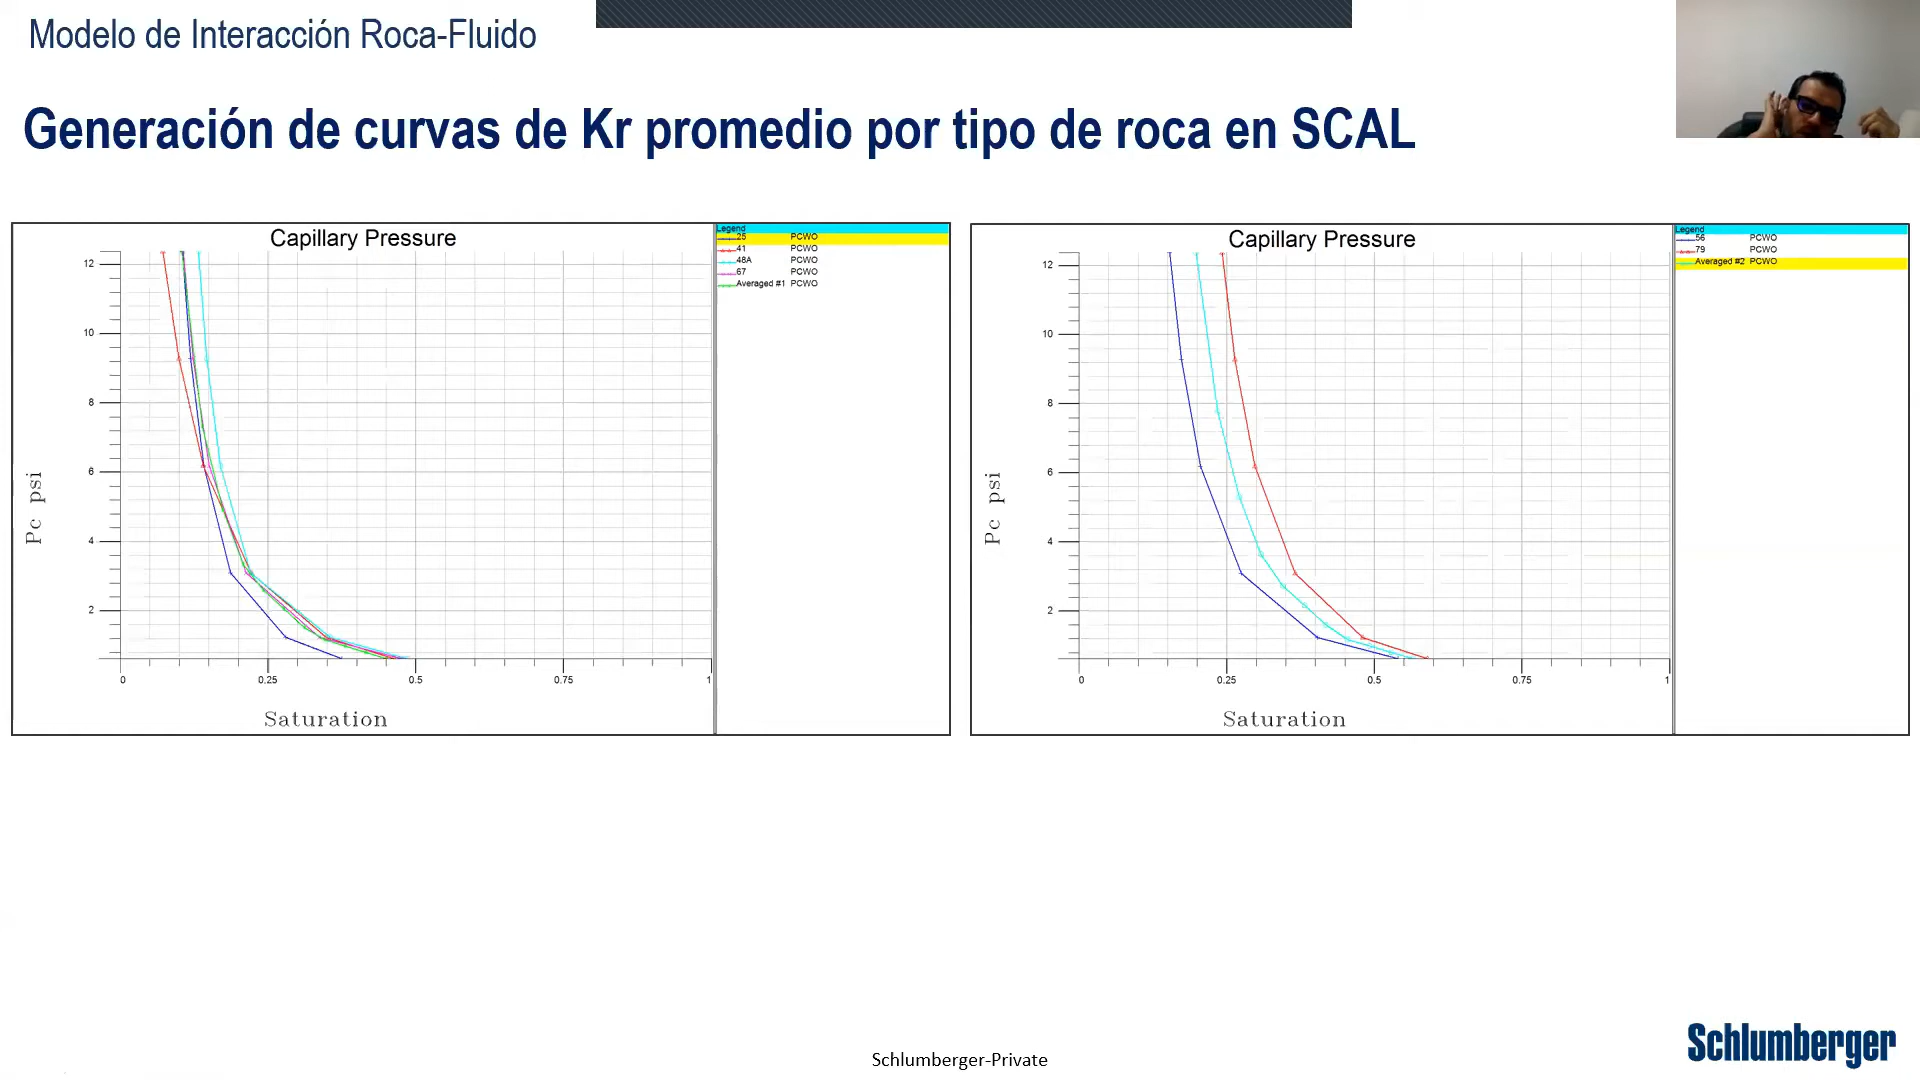 Modelo de Interacción Roca-Fluido
Generación de curvas de Kr promedio por tipo de roca en SCAL
Capillary Pressure
Legend
25 PCWO
41 PCWO
48A PCWO
67 PCWO
Averaged #1 PCWO
12
10
8
6
4
2
Pc psi
0 0.25 0.5 0.75 1
Saturation
Capillary Pressure
Legend
56 PCWO
79 PCWO
Averaged #2 PCWO
12
10
8
6
4
2
Pc psi
0 0.25 0.5 0.75 1
Saturation
Schlumberger-Private
Schlumberger